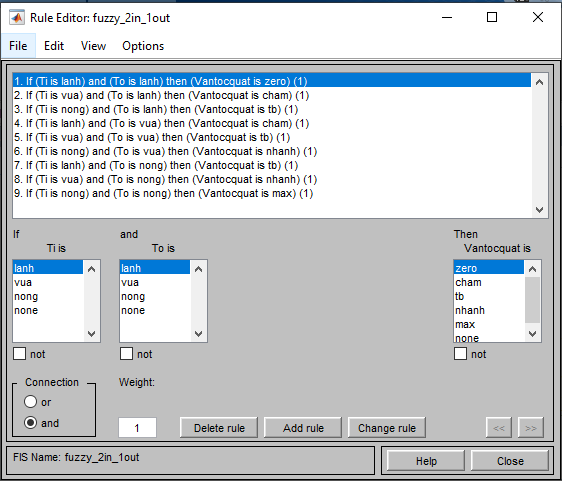 Rule Editor: fuzzy_2in_1out
File Edit View Options
1. If (Ti is lanh) and (To is lanh) then (Vantocquat is zero) (1)
2. If (Ti is vua) and (To is lanh) then (Vantocquat is cham) (1)
3. If (Ti is nong) and (To is lanh) then (Vantocquat is tb) (1)
4. If (Ti is lanh) and (To is vua) then (Vantocquat is cham) (1)
5. If (Ti is vua) and (To is vua) then (Vantocquat is tb) (1)
6. If (Ti is nong) and (To is vua) then (Vantocquat is nhanh) (1)
7. If (Ti is lanh) and (To is nong) then (Vantocquat is tb) (1)
8. If (Ti is vua) and (To is nong) then (Vantocquat is nhanh) (1)
9. If (Ti is nong) and (To is nong) then (Vantocquat is max) (1)
If and Then
Ti is To is Vantocquat is
lanh lanh zero
vua vua cham
nong nong tb
none none nhanh
max
none
not not not
Connection Weight:
or
and 1 Delete rule Add rule Change rule << >>
FIS Name: fuzzy_2in_1out Help Close